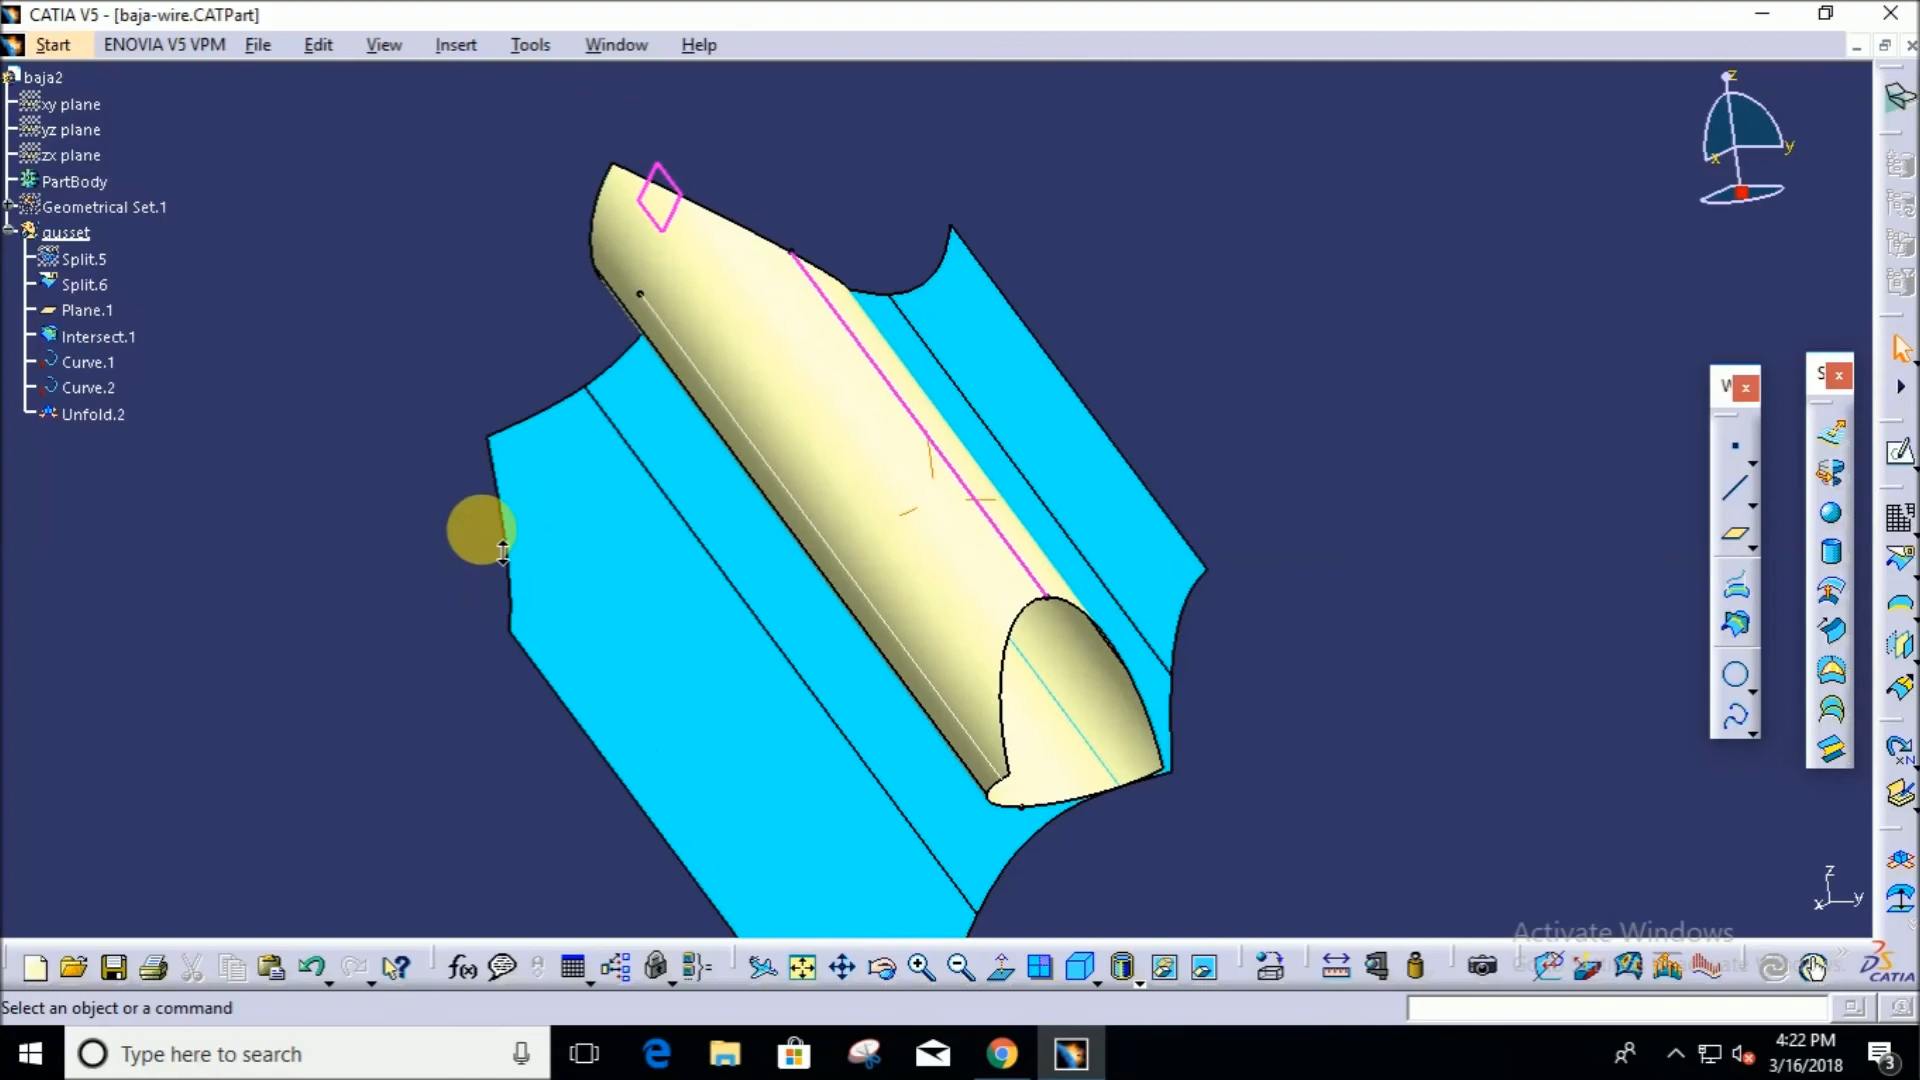 CATIA V5 - [baja-wire.CATPart]
Start ENOVIA V5 VPM File Edit View Insert Tools Window Help
baja2
xy plane
yz plane
zx plane
PartBody
Geometrical Set.1
gusset
Split.5
Split.6
Plane.1
Intersect.1
Curve.1
Curve.2
Unfold.2
z
y
x
W x
S x
z
x y
Activate Windows
f(x)
CATIA
Select an object or a command
Type here to search
4:22 PM
3/16/2018
3